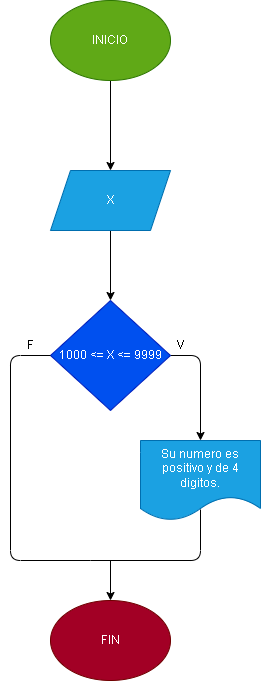 INICIO
X
1000 <= X <= 9999
F
V
Su numero es
positivo y de 4
digitos.
FIN